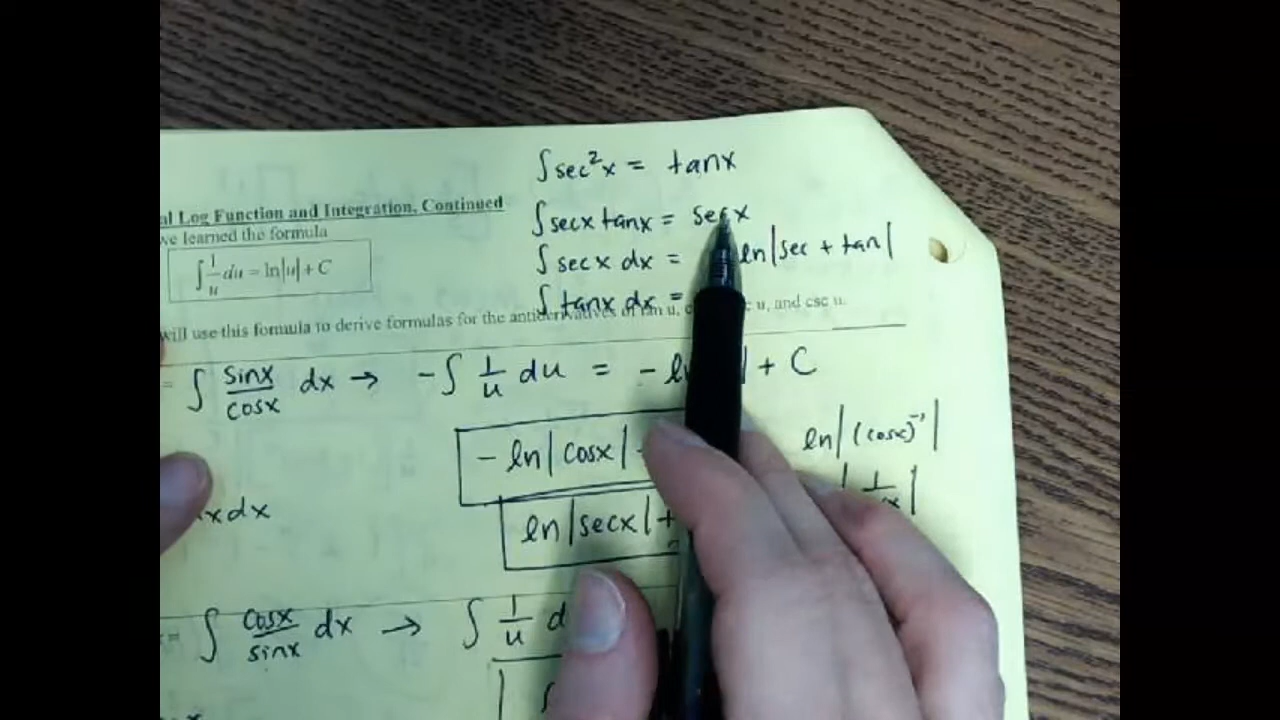 ∫sec²x = tanx
∫secx tanx = secx
al Log Function and Integration, Continued
we learned the formula
∫ 1/u du = ln|u| + C
∫ secx dx = ln|sec + tan|
∫ tanx dx =
will use this formula to derive formulas for the antiderivatives of tan u, c u, and csc u.
= ∫ sinx/cosx dx → -∫ 1/u du = -ln | + C
-ln|cosx|
ln|(cosx)⁻¹|
xdx
ln|secx| +
= ∫ cosx/sinx dx → ∫ 1/u d